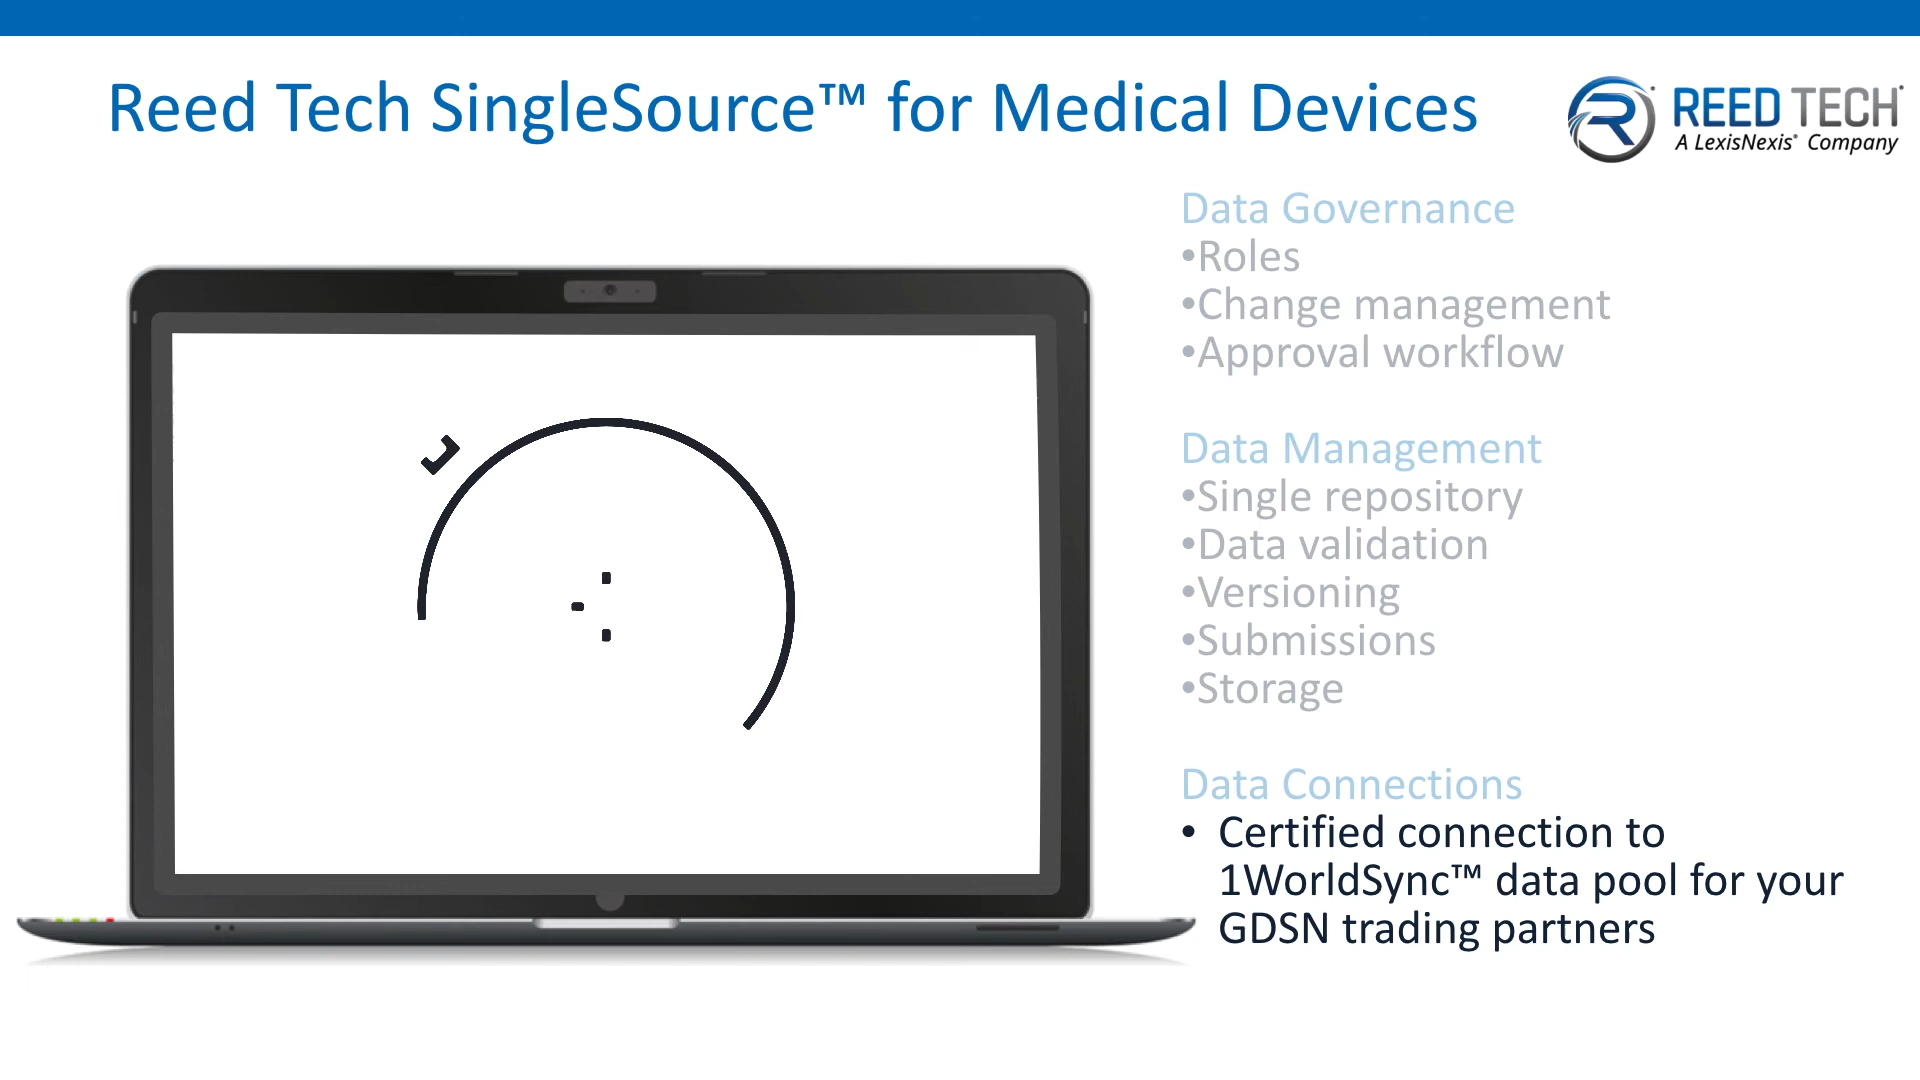 Reed Tech SingleSource™ for Medical Devices
REED TECH
A LexisNexis® Company
Data Governance
•Roles
•Change management
•Approval workflow
Data Management
•Single repository
•Data validation
•Versioning
•Submissions
•Storage
Data Connections
• Certified connection to
1WorldSync™ data pool for your
GDSN trading partners